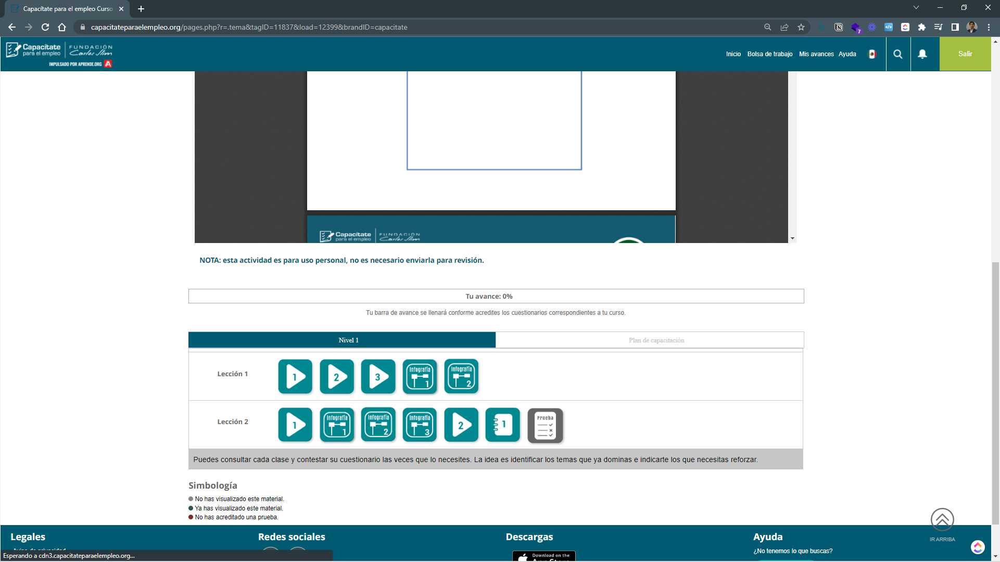 Capacítate para el empleo Curso
capacitateparaelempleo.org/pages.php?r=.tema&tagID=11837&load=12399&brandID=capacitate
7
Capacítate
para el empleo
FUNDACIÓN
Carlos Slim
IMPULSADO POR APRENDE.ORG A
Inicio
Bolsa de trabajo
Mis avances
Ayuda
Salir
Capacítate
para el empleo
FUNDACIÓN
Carlos Slim
NOTA: esta actividad es para uso personal, no es necesario enviarla para revisión.
Tu avance: 0%
Tu barra de avance se llenará conforme acredites los cuestionarios correspondientes a tu curso.
Nivel 1
Plan de capacitación
Lección 1
1
2
3
Infografía 1
Infografía 2
Lección 2
1
Infografía 1
Infografía 2
Infografía 3
2
1
Prueba
Puedes consultar cada clase y contestar su cuestionario las veces que lo necesites. La idea es identificar los temas que ya dominas e indicarte los que necesitas reforzar.
Simbología
No has visualizado este material.
Ya has visualizado este material.
No has acreditado una prueba.
IR ARRIBA
Legales
Redes sociales
Descargas
Ayuda
Aviso de privacidad
Download on the
App Store
¿No tenemos lo que buscas?
Esperando a cdn3.capacitateparaelempleo.org...